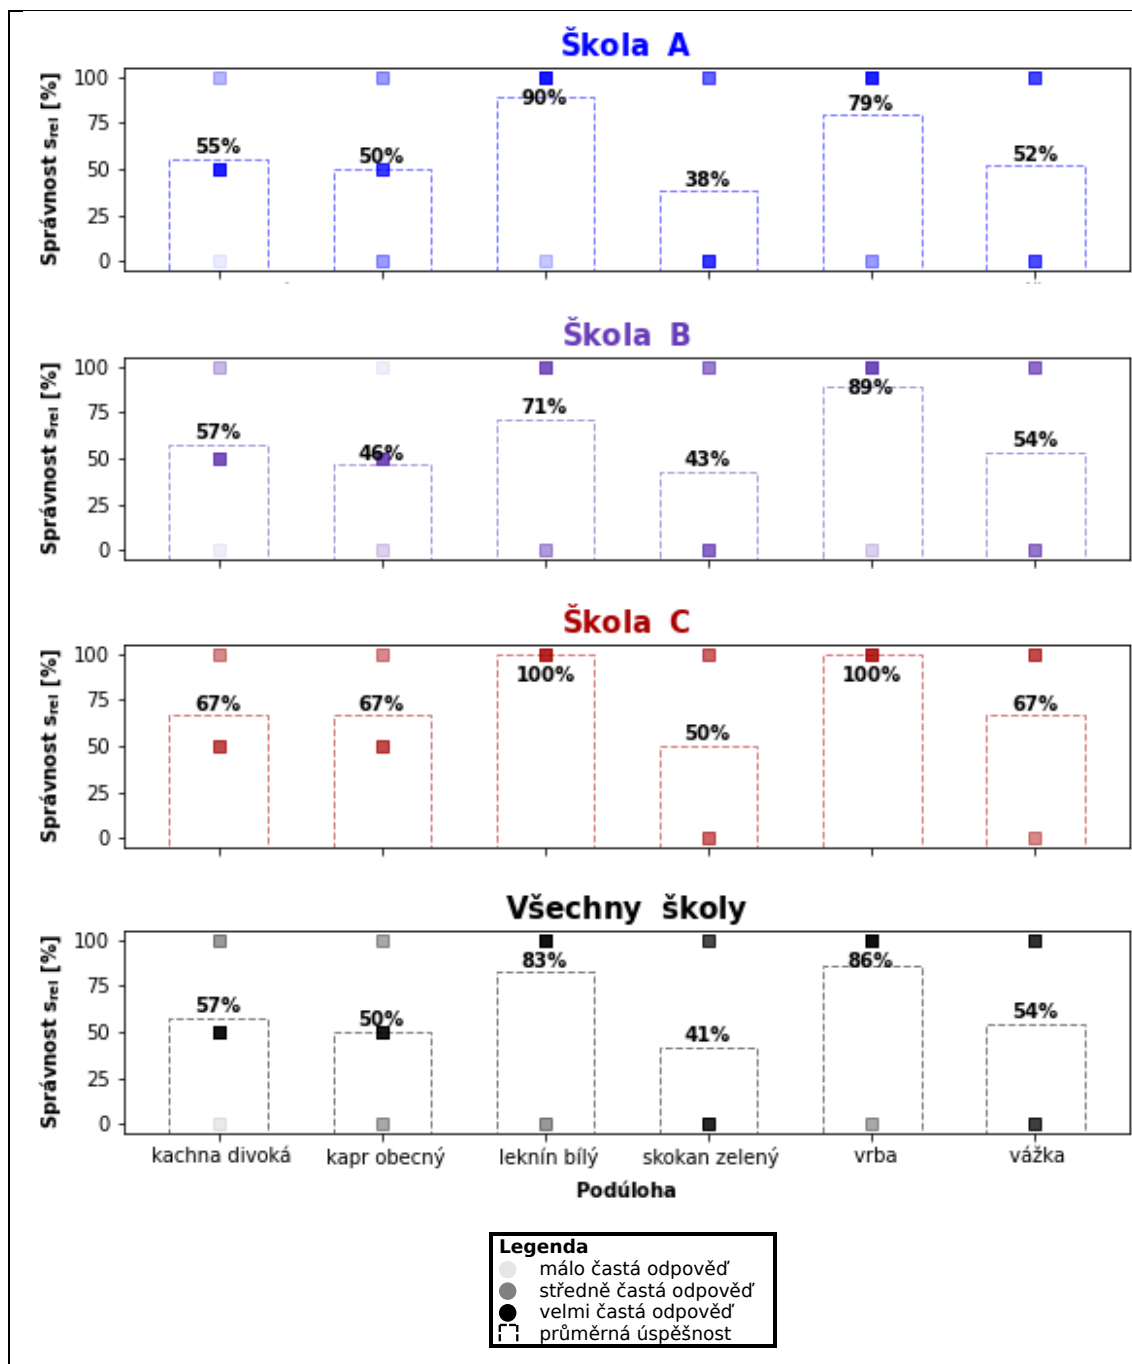 Škola A
Správnost srel [%]
100
75
50
25
0
55%
50%
90%
38%
79%
52%
Škola B
Správnost srel [%]
100
75
50
25
0
57%
46%
71%
43%
89%
54%
Škola C
Správnost srel [%]
100
75
50
25
0
67%
67%
100%
50%
100%
67%
Všechny školy
Správnost srel [%]
100
75
50
25
0
57%
50%
83%
41%
86%
54%
kachna divoká kapr obecný leknín bílý skokan zelený vrba vážka
Podúloha
Legenda
málo častá odpověď
středně častá odpověď
velmi častá odpověď
průměrná úspěšnost